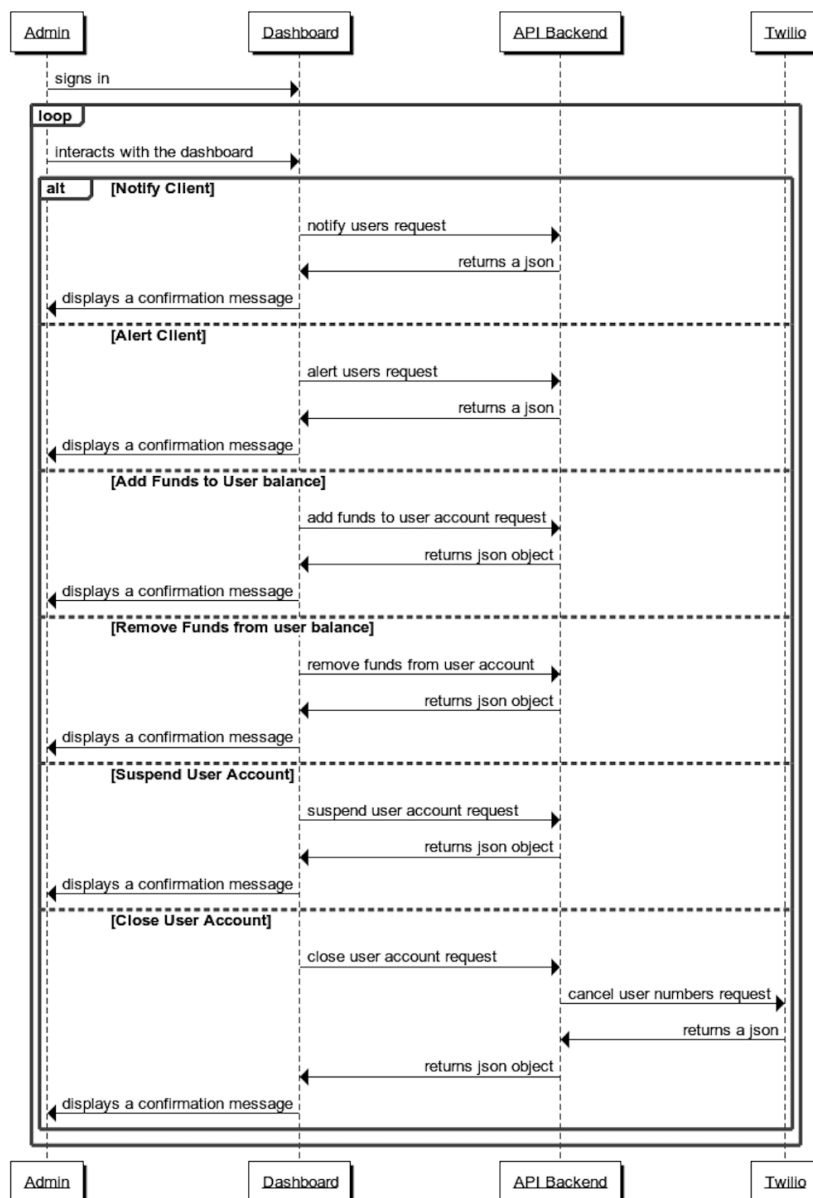 Admin Dashboard API Backend Twilio
signs in
loop
interacts with the dashboard
alt [Notify Client]
notify users request
returns a json
displays a confirmation message
[Alert Client]
alert users request
returns a json
displays a confirmation message
[Add Funds to User balance]
add funds to user account request
returns json object
displays a confirmation message
[Remove Funds from user balance]
remove funds from user account
returns json object
displays a confirmation message
[Suspend User Account]
suspend user account request
returns json object
displays a confirmation message
[Close User Account]
close user account request
cancel user numbers request
returns a json
returns json object
displays a confirmation message
Admin Dashboard API Backend Twilio